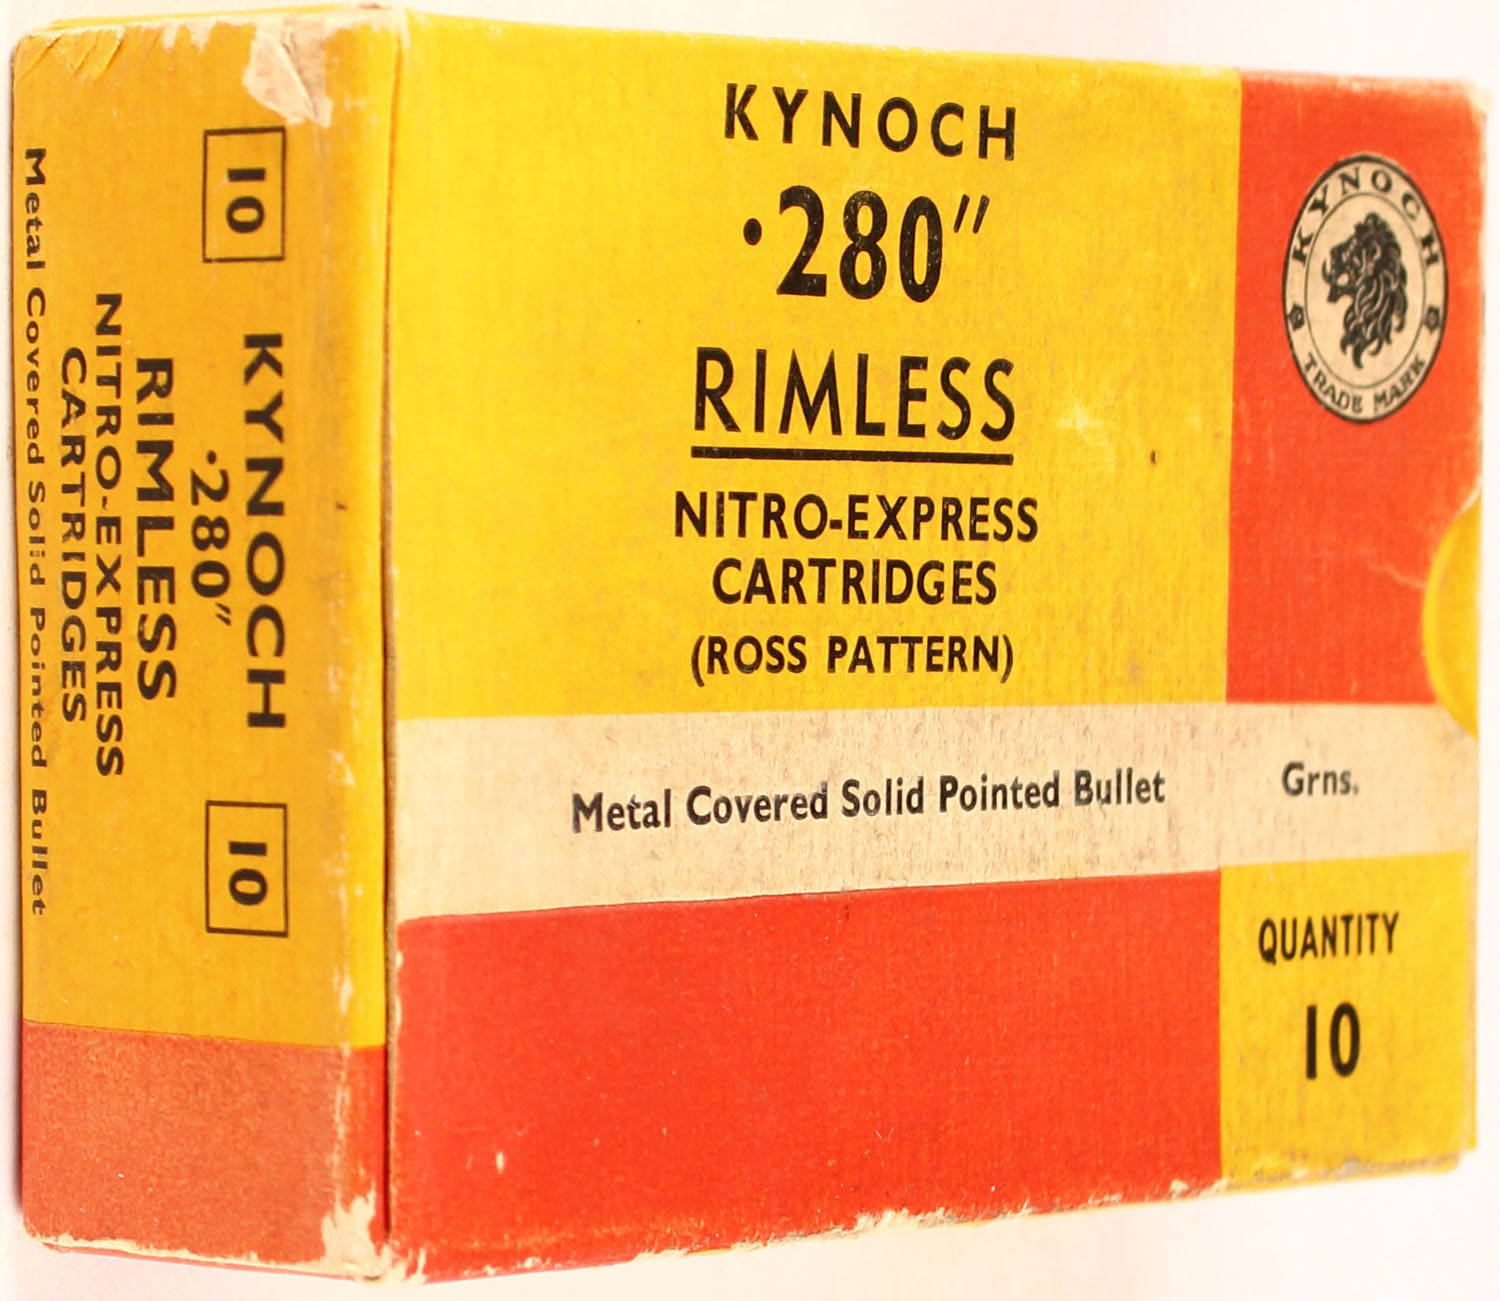 KYNOCH
·280″
RIMLESS
NITRO-EXPRESS
CARTRIDGES
(ROSS PATTERN)
Metal Covered Solid Pointed Bullet
Grns.
QUANTITY
10
KYNOCH
TRADE MARK
10
KYNOCH
10
·280″
RIMLESS
NITRO-EXPRESS
CARTRIDGES
Metal Covered Solid Pointed Bullet